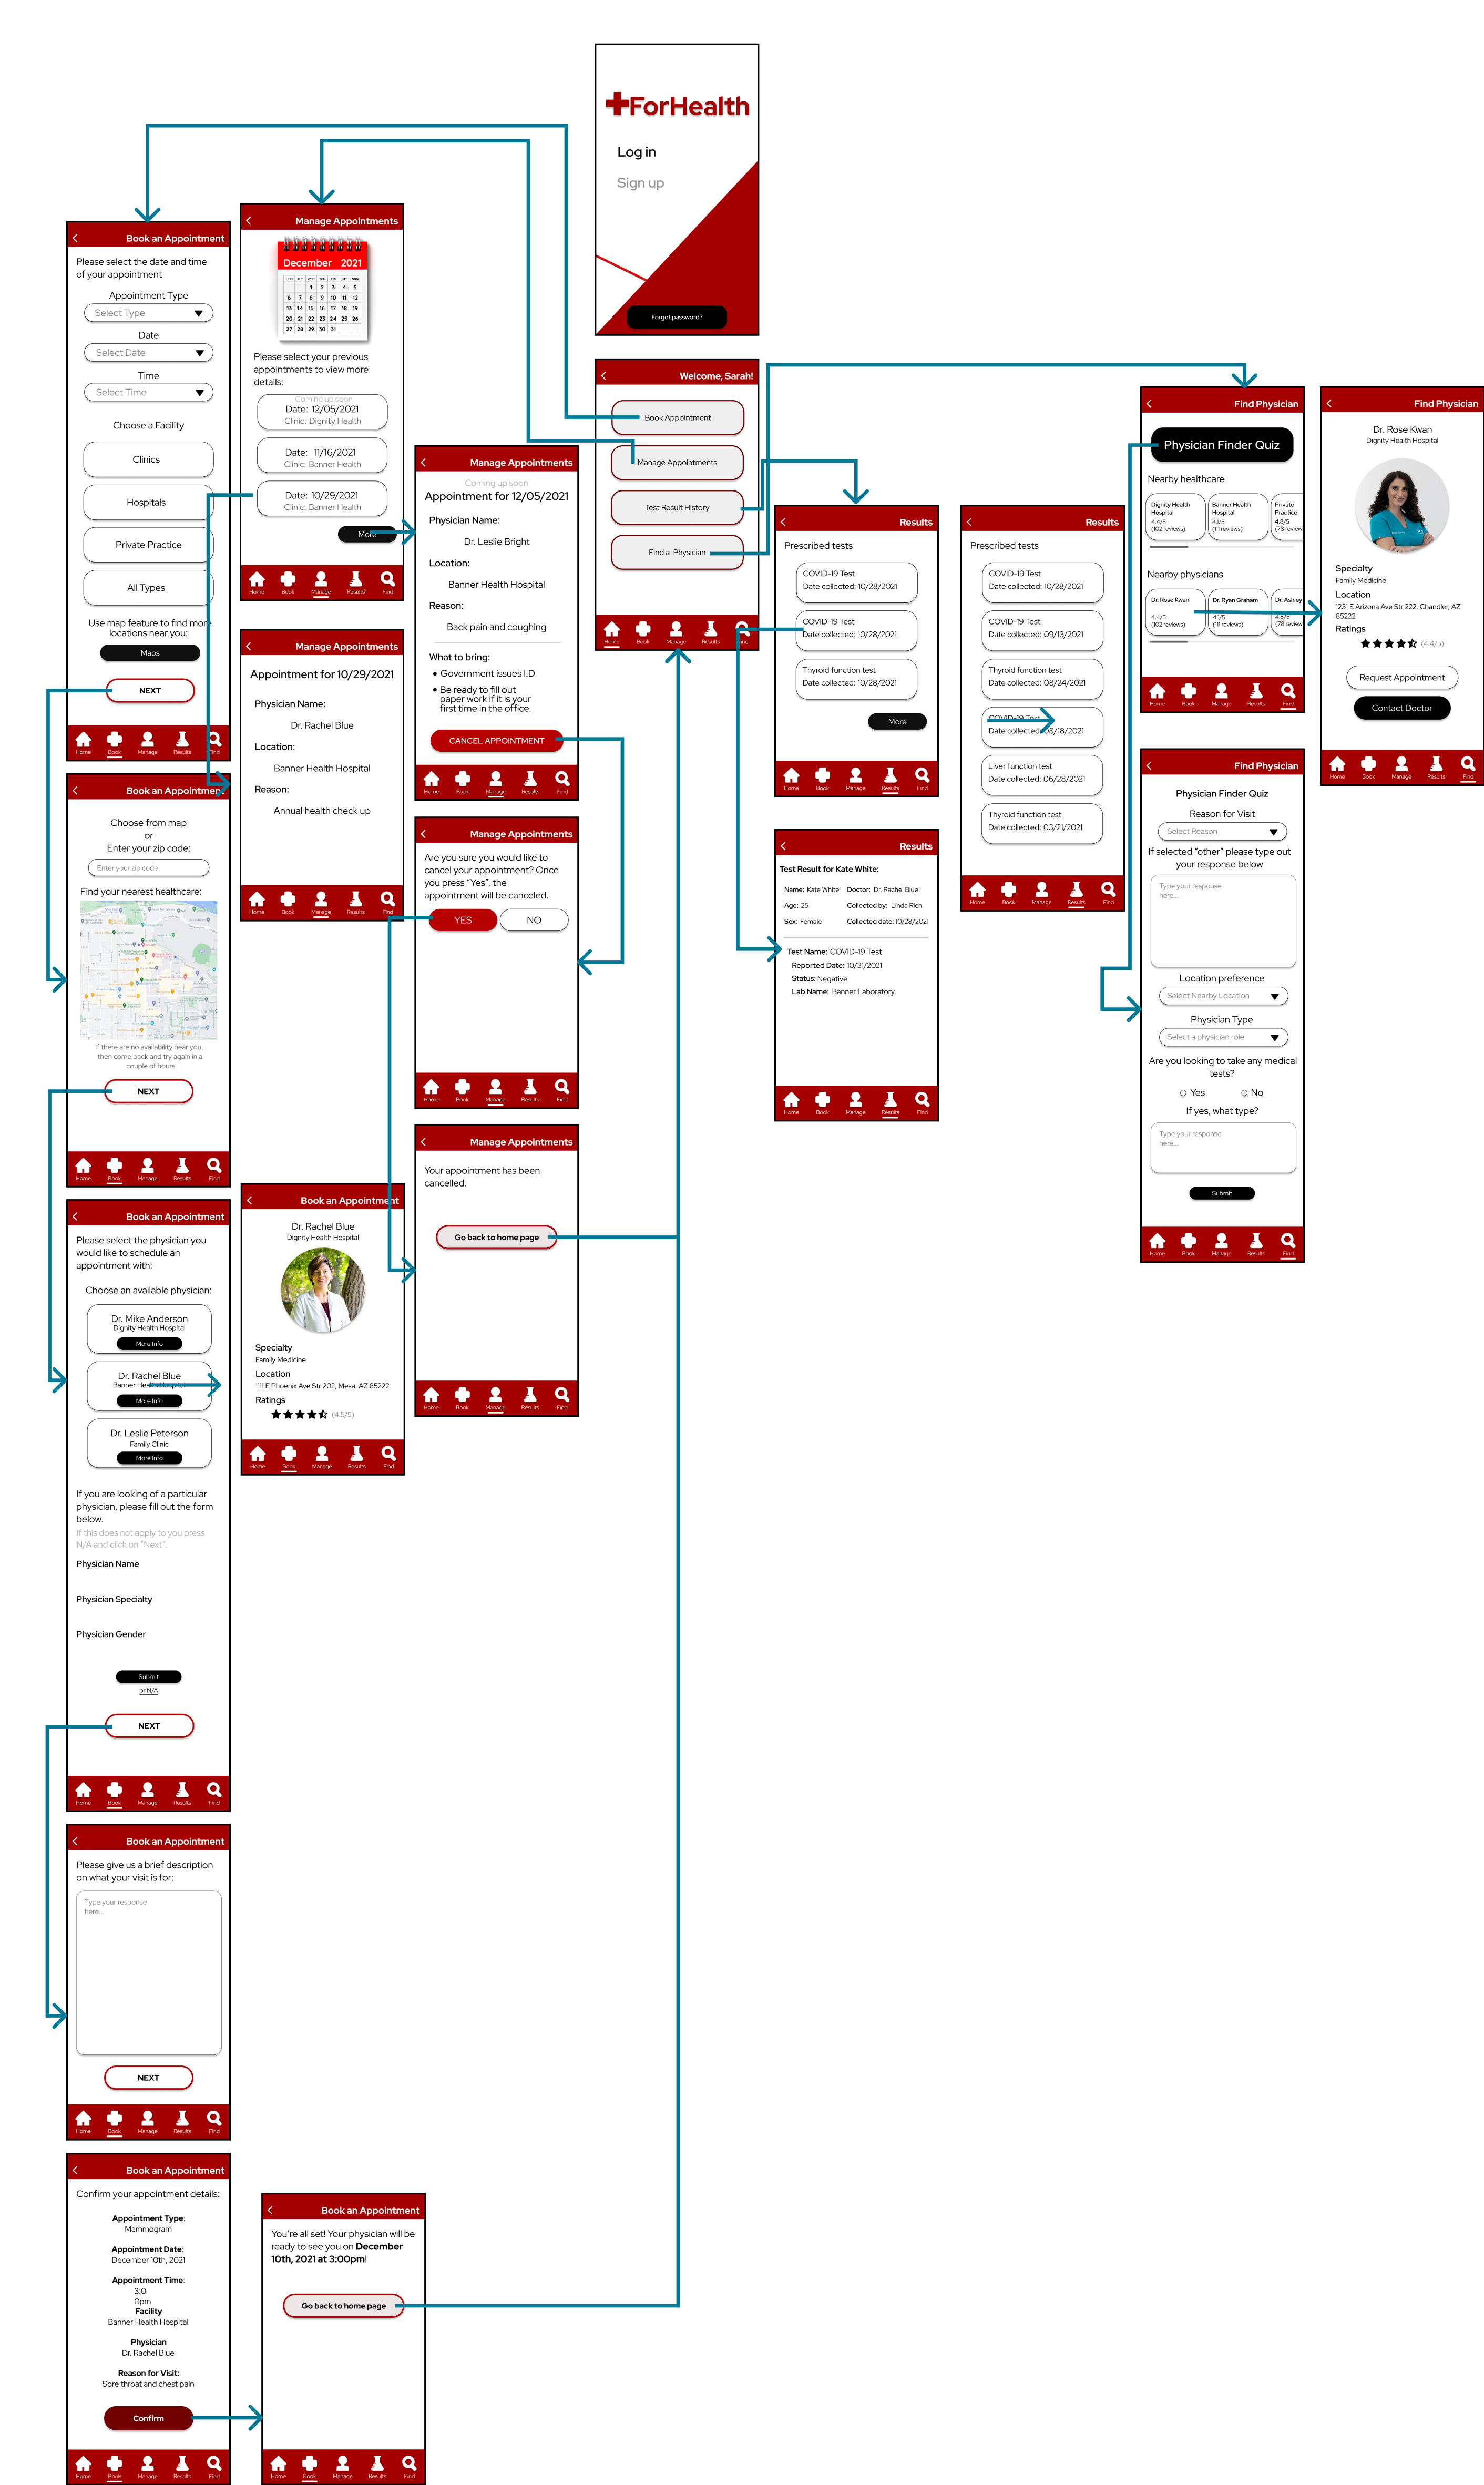 ForHealth
Log in
Sign up
Forgot password?
Book an Appointment
Please select the date and time
of your appointment
Appointment Type
Select Type
Date
Select Date
Time
Select Time
Choose a Facility
Clinics
Hospitals
Private Practice
All Types
Use map feature to find more
locations near you:
Maps
NEXT
Home Book Manage Results Find
Manage Appointments
December 2021
MON TUE WED THU FRI SAT SUN
1 2 3 4 5
6 7 8 9 10 11 12
13 14 15 16 17 18 19
20 21 22 23 24 25 26
27 28 29 30 31
Please select your previous
appointments to view more
details:
Coming up soon
Date: 12/05/2021
Clinic: Dignity Health
Date: 11/16/2021
Clinic: Banner Health
Date: 10/29/2021
Clinic: Banner Health
More
Home Book Manage Results Find
Manage Appointments
Coming up soon
Appointment for 12/05/2021
Physician Name:
Dr. Leslie Bright
Location:
Banner Health Hospital
Reason:
Back pain and coughing
What to bring:
• Government issues I.D
• Be ready to fill out
paper work if it is your
first time in the office.
CANCEL APPOINTMENT
Home Book Manage Results Find
Welcome, Sarah!
Book Appointment
Manage Appointments
Test Result History
Find a Physician
Home Book Manage Results Find
Results
Prescribed tests
COVID-19 Test
Date collected: 10/28/2021
COVID-19 Test
Date collected: 10/28/2021
Thyroid function test
Date collected: 10/28/2021
More
Home Book Manage Results Find
Results
Prescribed tests
COVID-19 Test
Date collected: 10/28/2021
COVID-19 Test
Date collected: 09/13/2021
Thyroid function test
Date collected: 08/24/2021
COVID-19 Test
Date collected: 08/18/2021
Liver function test
Date collected: 06/28/2021
Thyroid function test
Date collected: 03/21/2021
Home Book Manage Results Find
Find Physician
Physician Finder Quiz
Nearby healthcare
Dignity Health
Hospital
4.4/5
(102 reviews)
Banner Health
Hospital
4.1/5
(111 reviews)
Private
Practice
4.8/5
(78 review
Nearby physicians
Dr. Rose Kwan
4.4/5
(102 reviews)
Dr. Ryan Graham
4.1/5
(111 reviews)
Dr. Ashley
4.8/5
(78 review
Home Book Manage Results Find
Find Physician
Dr. Rose Kwan
Dignity Health Hospital
Specialty
Family Medicine
Location
1231 E Arizona Ave Str 222, Chandler, AZ
85222
Ratings
(4.4/5)
Request Appointment
Contact Doctor
Home Book Manage Results Find
Manage Appointments
Appointment for 10/29/2021
Physician Name:
Dr. Rachel Blue
Location:
Banner Health Hospital
Reason:
Annual health check up
Home Book Manage Results Find
Book an Appointment
Choose from map
or
Enter your zip code:
Enter your zip code
Find your nearest healthcare:
If there are no availability near you,
then come back and try again in a
couple of hours
NEXT
Home Book Manage Results Find
Manage Appointments
Are you sure you would like to
cancel your appointment? Once
you press "Yes", the
appointment will be canceled.
YES NO
Home Book Manage Results Find
Results
Test Result for Kate White:
Name: Kate White Doctor: Dr. Rachel Blue
Age: 25 Collected by: Linda Rich
Sex: Female Collected date: 10/28/2021
Test Name: COVID-19 Test
Reported Date: 10/31/2021
Status: Negative
Lab Name: Banner Laboratory
Home Book Manage Results Find
Find Physician
Physician Finder Quiz
Reason for Visit
Select Reason
If selected "other" please type out
your response below
Type your response
here...
Location preference
Select Nearby Location
Physician Type
Select a physician role
Are you looking to take any medical
tests?
Yes No
If yes, what type?
Type your response
here...
Submit
Home Book Manage Results Find
Manage Appointments
Your appointment has been
cancelled.
Go back to home page
Home Book Manage Results Find
Book an Appointment
Dr. Rachel Blue
Dignity Health Hospital
Specialty
Family Medicine
Location
1111 E Phoenix Ave Str 202, Mesa, AZ 85222
Ratings
(4.5/5)
Home Book Manage Results Find
Book an Appointment
Please select the physician you
would like to schedule an
appointment with:
Choose an available physician:
Dr. Mike Anderson
Dignity Health Hospital
More Info
Dr. Rachel Blue
Banner Health Hospital
More Info
Dr. Leslie Peterson
Family Clinic
More Info
If you are looking of a particular
physician, please fill out the form
below.
If this does not apply to you press
N/A and click on "Next".
Physician Name
Physician Specialty
Physician Gender
Submit
or N/A
NEXT
Home Book Manage Results Find
Book an Appointment
Please give us a brief description
on what your visit is for:
Type your response
here...
NEXT
Home Book Manage Results Find
Book an Appointment
Confirm your appointment details:
Appointment Type:
Mammogram
Appointment Date:
December 10th, 2021
Appointment Time:
3:0
0pm
Facility
Banner Health Hospital
Physician
Dr. Rachel Blue
Reason for Visit:
Sore throat and chest pain
Confirm
Home Book Manage Results Find
Book an Appointment
You're all set! Your physician will be
ready to see you on December
10th, 2021 at 3:00pm!
Go back to home page
Home Book Manage Results Find